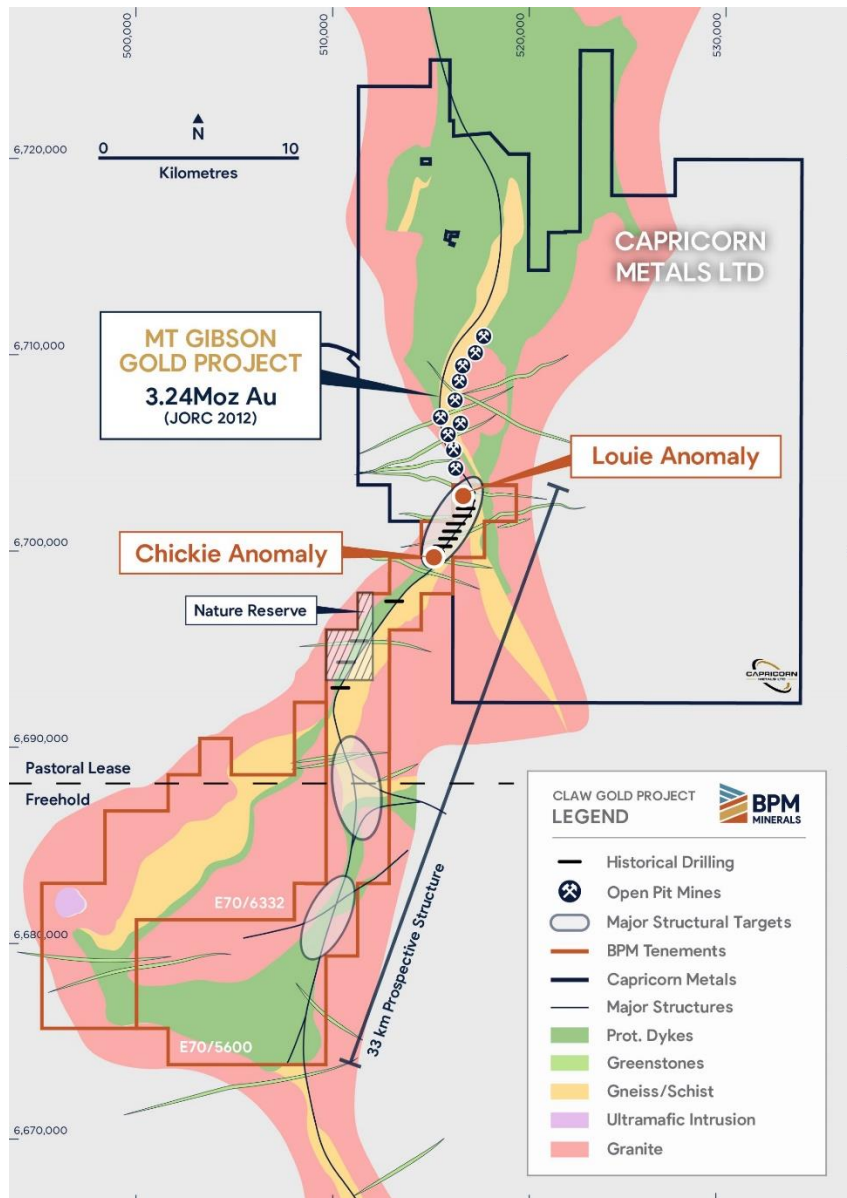 500,000
510,000
520,000
530,000
6,720,000
N
0
10
Kilometres
CAPRICORN
METALS LTD
6,710,000
MT GIBSON
GOLD PROJECT
3.24Moz Au
(JORC 2012)
Louie Anomaly
6,700,000
Chickie Anomaly
Nature Reserve
CAPRICORN
METALS LTD
6,690,000
Pastoral Lease
Freehold
33 km Prospective Structure
E70/6332
6,680,000
E70/5600
6,670,000
CLAW GOLD PROJECT
LEGEND
BPM
MINERALS
Historical Drilling
Open Pit Mines
Major Structural Targets
BPM Tenements
Capricorn Metals
Major Structures
Prot. Dykes
Greenstones
Gneiss/Schist
Ultramafic Intrusion
Granite